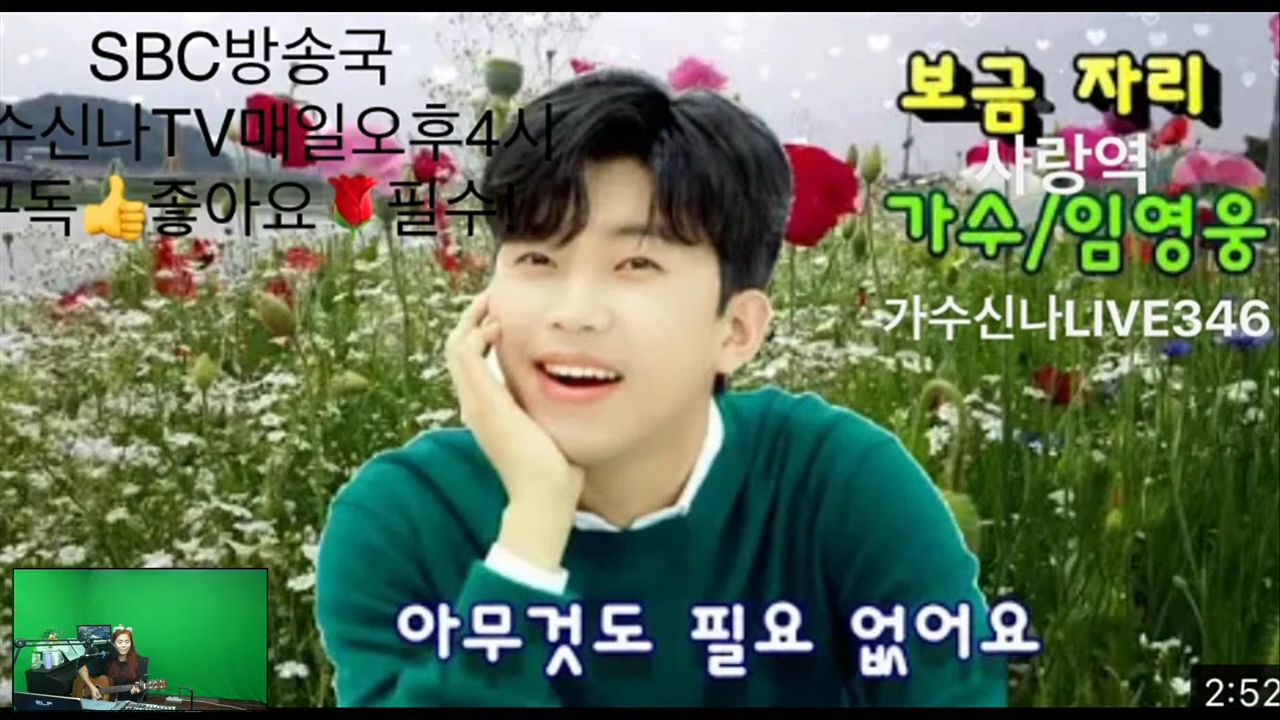 SBC방송국
수신나TV매일오후4시
구독👍좋아요🌹필수!
보금 자리
사랑역
가수/임영웅
가수신나LIVE346
아무것도 필요 없어요
2:52